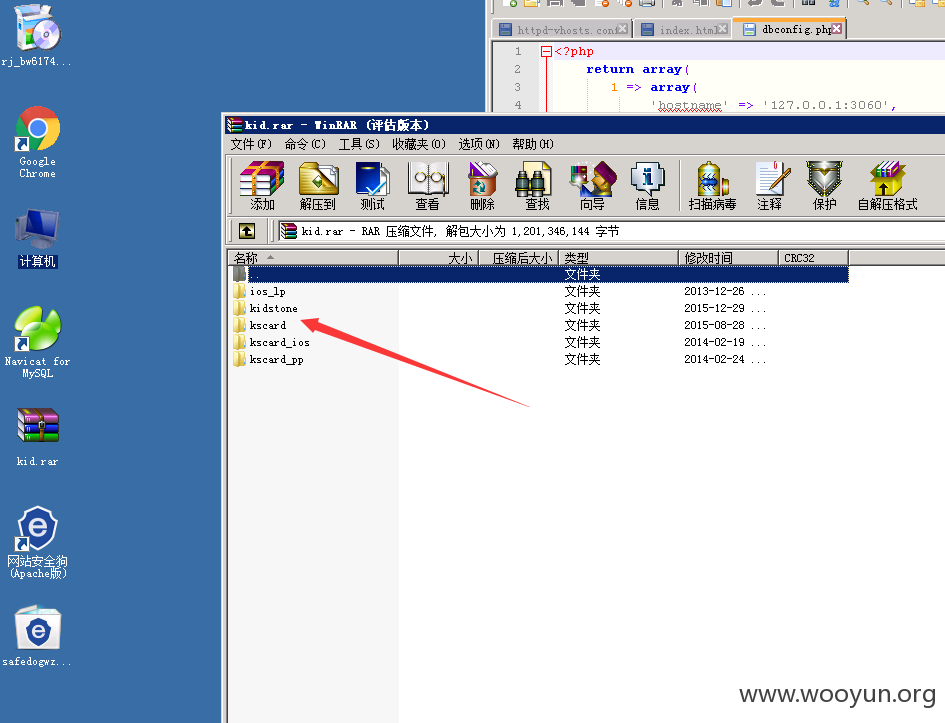 rj_bw6174...
Google
Chrome
计算机
Navicat for
MySQL
kid.rar
网站安全狗
(Apache版)
safedogwz...
httpd-vhosts.conf
index.html
dbconfig.php
1 <?php
2 return array(
3 1 => array(
4 'hostname' => '127.0.0.1:3060',
kid.rar - WinRAR (评估版本)
文件(F) 命令(C) 工具(S) 收藏夹(O) 选项(N) 帮助(H)
添加 解压到 测试 查看 删除 查找 向导 信息 扫描病毒 注释 保护 自解压格式
kid.rar - RAR 压缩文件, 解包大小为 1,201,346,144 字节
名称 大小 压缩后大小 类型 修改时间 CRC32
.. 文件夹
ios_lp 文件夹 2013-12-26 ...
kidstone 文件夹 2015-12-29 ...
kscard 文件夹 2015-08-28 ...
kscard_ios 文件夹 2014-02-19 ...
kscard_pp 文件夹 2014-02-24 ...
www.wooyun.org